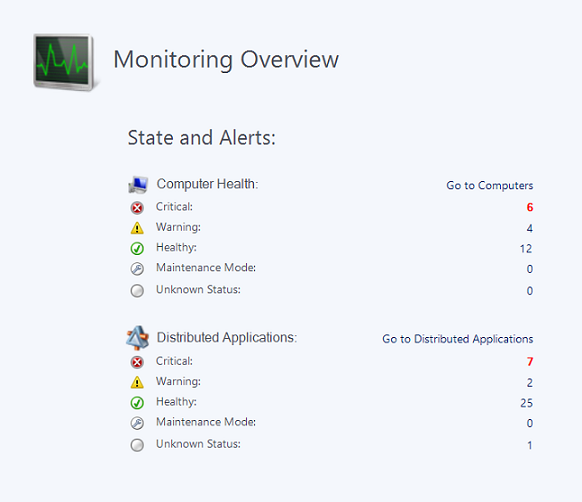 Monitoring Overview
State and Alerts:
Computer Health: Go to Computers
Critical: 6
Warning: 4
Healthy: 12
Maintenance Mode: 0
Unknown Status: 0
Distributed Applications: Go to Distributed Applications
Critical: 7
Warning: 2
Healthy: 25
Maintenance Mode: 0
Unknown Status: 1